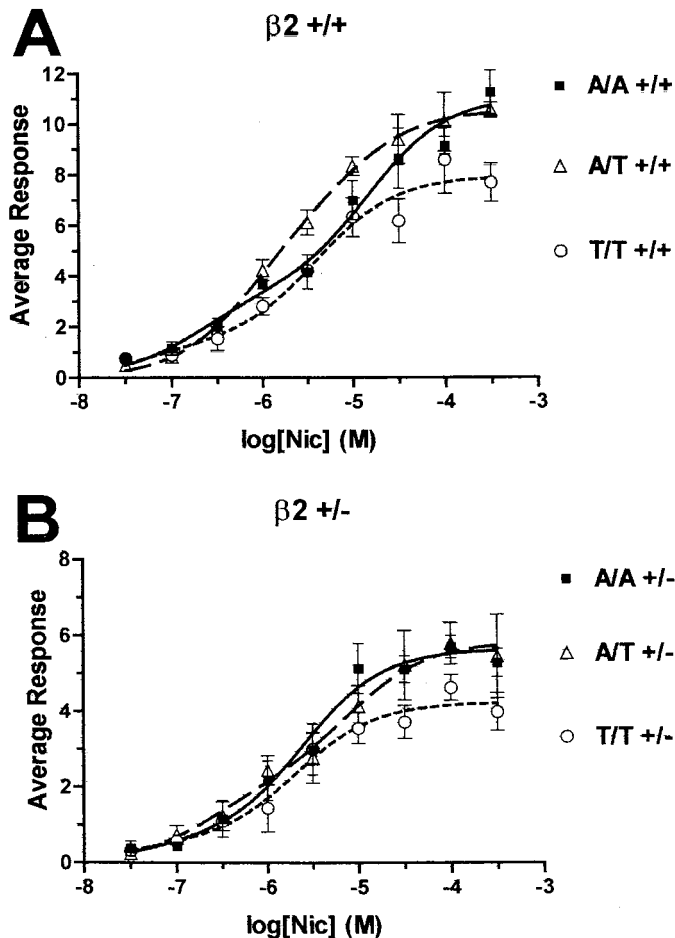 A
β2 +/+
12
10
8
6
4
2
0
Average Response
-8
-7
-6
-5
-4
-3
log[Nic] (M)
A/A +/+
A/T +/+
T/T +/+
B
β2 +/-
8
6
4
2
0
Average Response
-8
-7
-6
-5
-4
-3
log[Nic] (M)
A/A +/-
A/T +/-
T/T +/-